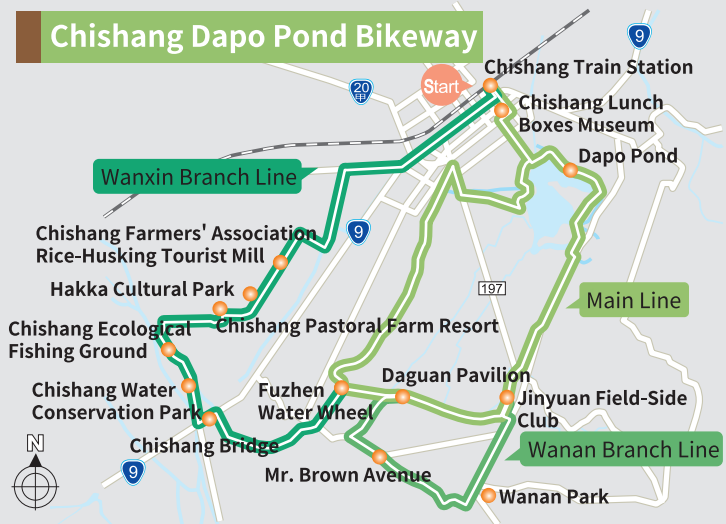 Chishang Dapo Pond Bikeway
9
Start
Chishang Train Station
20
甲
Chishang Lunch
Boxes Museum
Dapo Pond
Wanxin Branch Line
Chishang Farmers' Association
Rice-Husking Tourist Mill
9
Hakka Cultural Park
197
Main Line
Chishang Pastoral Farm Resort
Chishang Ecological
Fishing Ground
Chishang Water
Conservation Park
Fuzhen
Water Wheel
Daguan Pavilion
Jinyuan Field-Side
Club
Chishang Bridge
Wanan Branch Line
N
9
Mr. Brown Avenue
Wanan Park